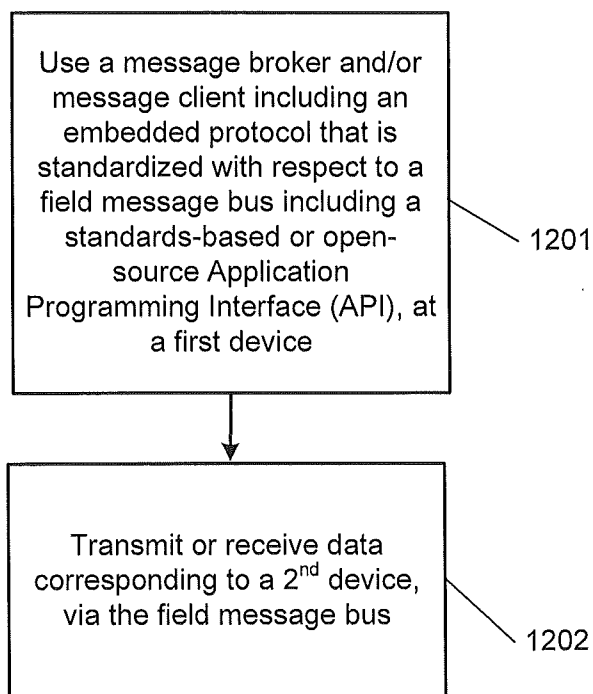 Use a message broker and/or
message client including an
embedded protocol that is
standardized with respect to a
field message bus including a
standards-based or open-
source Application
Programming Interface (API), at
a first device
1201
Transmit or receive data
corresponding to a 2nd device,
via the field message bus
1202